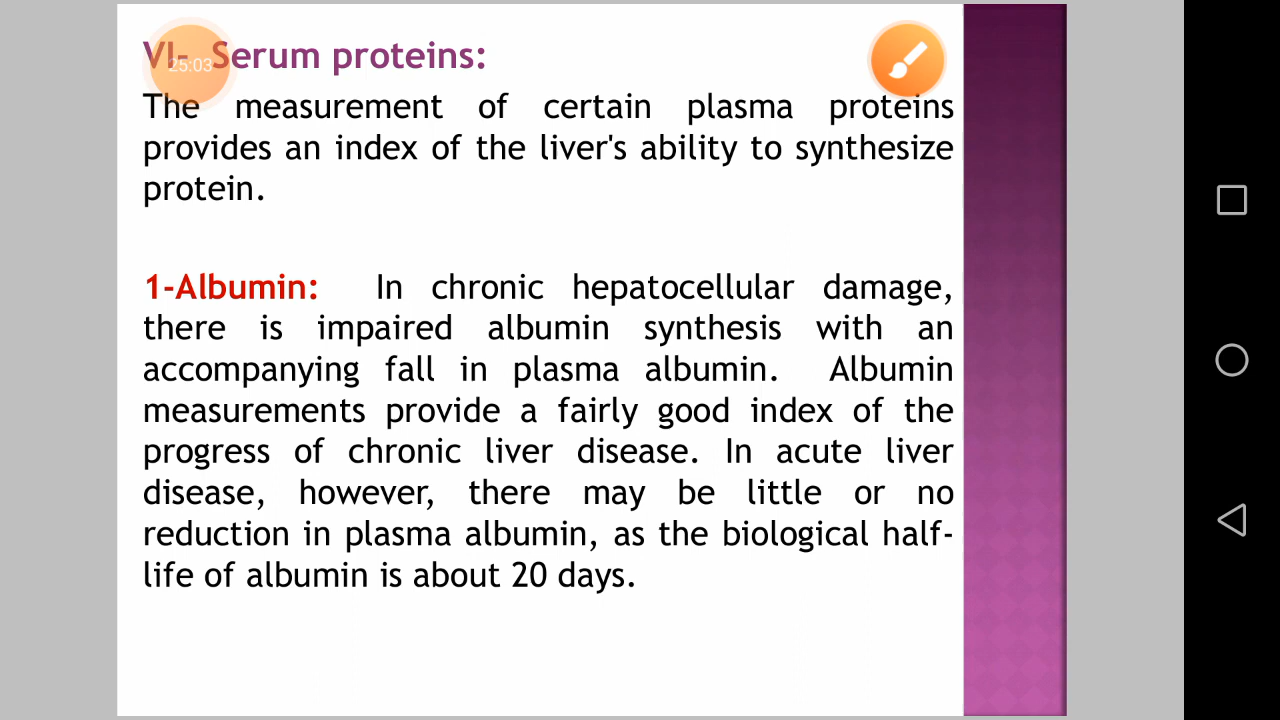 VI- Serum proteins:
25:03
The measurement of certain plasma proteins
provides an index of the liver's ability to synthesize
protein.
1-Albumin: In chronic hepatocellular damage,
there is impaired albumin synthesis with an
accompanying fall in plasma albumin. Albumin
measurements provide a fairly good index of the
progress of chronic liver disease. In acute liver
disease, however, there may be little or no
reduction in plasma albumin, as the biological half-
life of albumin is about 20 days.